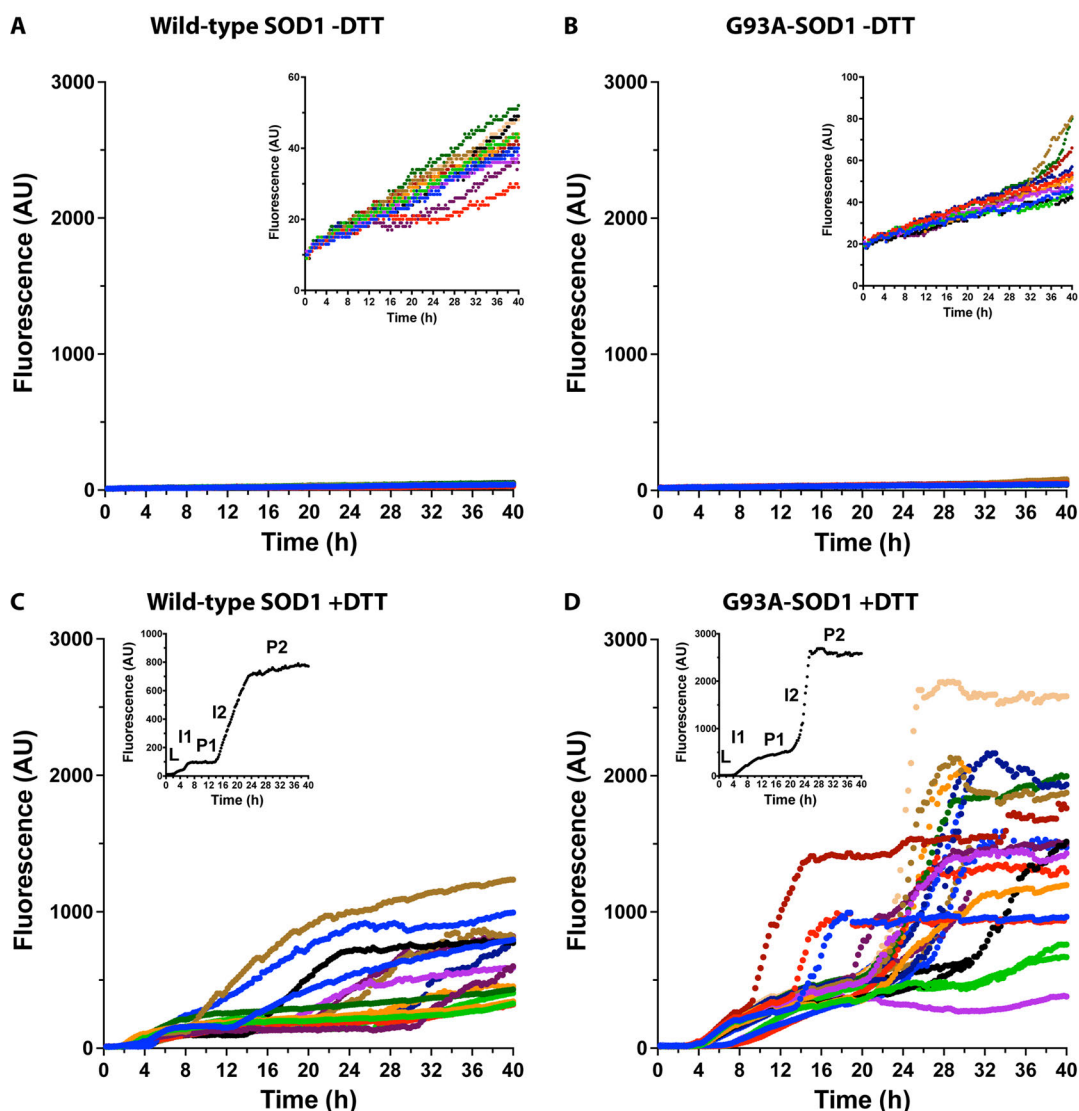 A Wild-type SOD1 -DTT
B G93A-SOD1 -DTT
3000
2000
1000
0
Fluorescence (AU)
0 4 8 12 16 20 24 28 32 36 40
Time (h)
60
40
20
0
Fluorescence (AU)
0 4 8 12 16 20 24 28 32 36 40
Time (h)
3000
2000
1000
0
Fluorescence (AU)
0 4 8 12 16 20 24 28 32 36 40
Time (h)
100
80
60
40
20
0
Fluorescence (AU)
0 4 8 12 16 20 24 28 32 36 40
Time (h)
C Wild-type SOD1 +DTT
D G93A-SOD1 +DTT
3000
2000
1000
0
Fluorescence (AU)
0 4 8 12 16 20 24 28 32 36 40
Time (h)
1000
800
600
400
200
0
Fluorescence (AU)
L
I1
P1
I2
P2
0 4 8 12 16 20 24 28 32 36 40
Time (h)
3000
2000
1000
0
Fluorescence (AU)
0 4 8 12 16 20 24 28 32 36 40
Time (h)
3000
2500
2000
1500
1000
500
0
Fluorescence (AU)
L
I1
P1
I2
P2
0 4 8 12 16 20 24 28 32 36 40
Time (h)